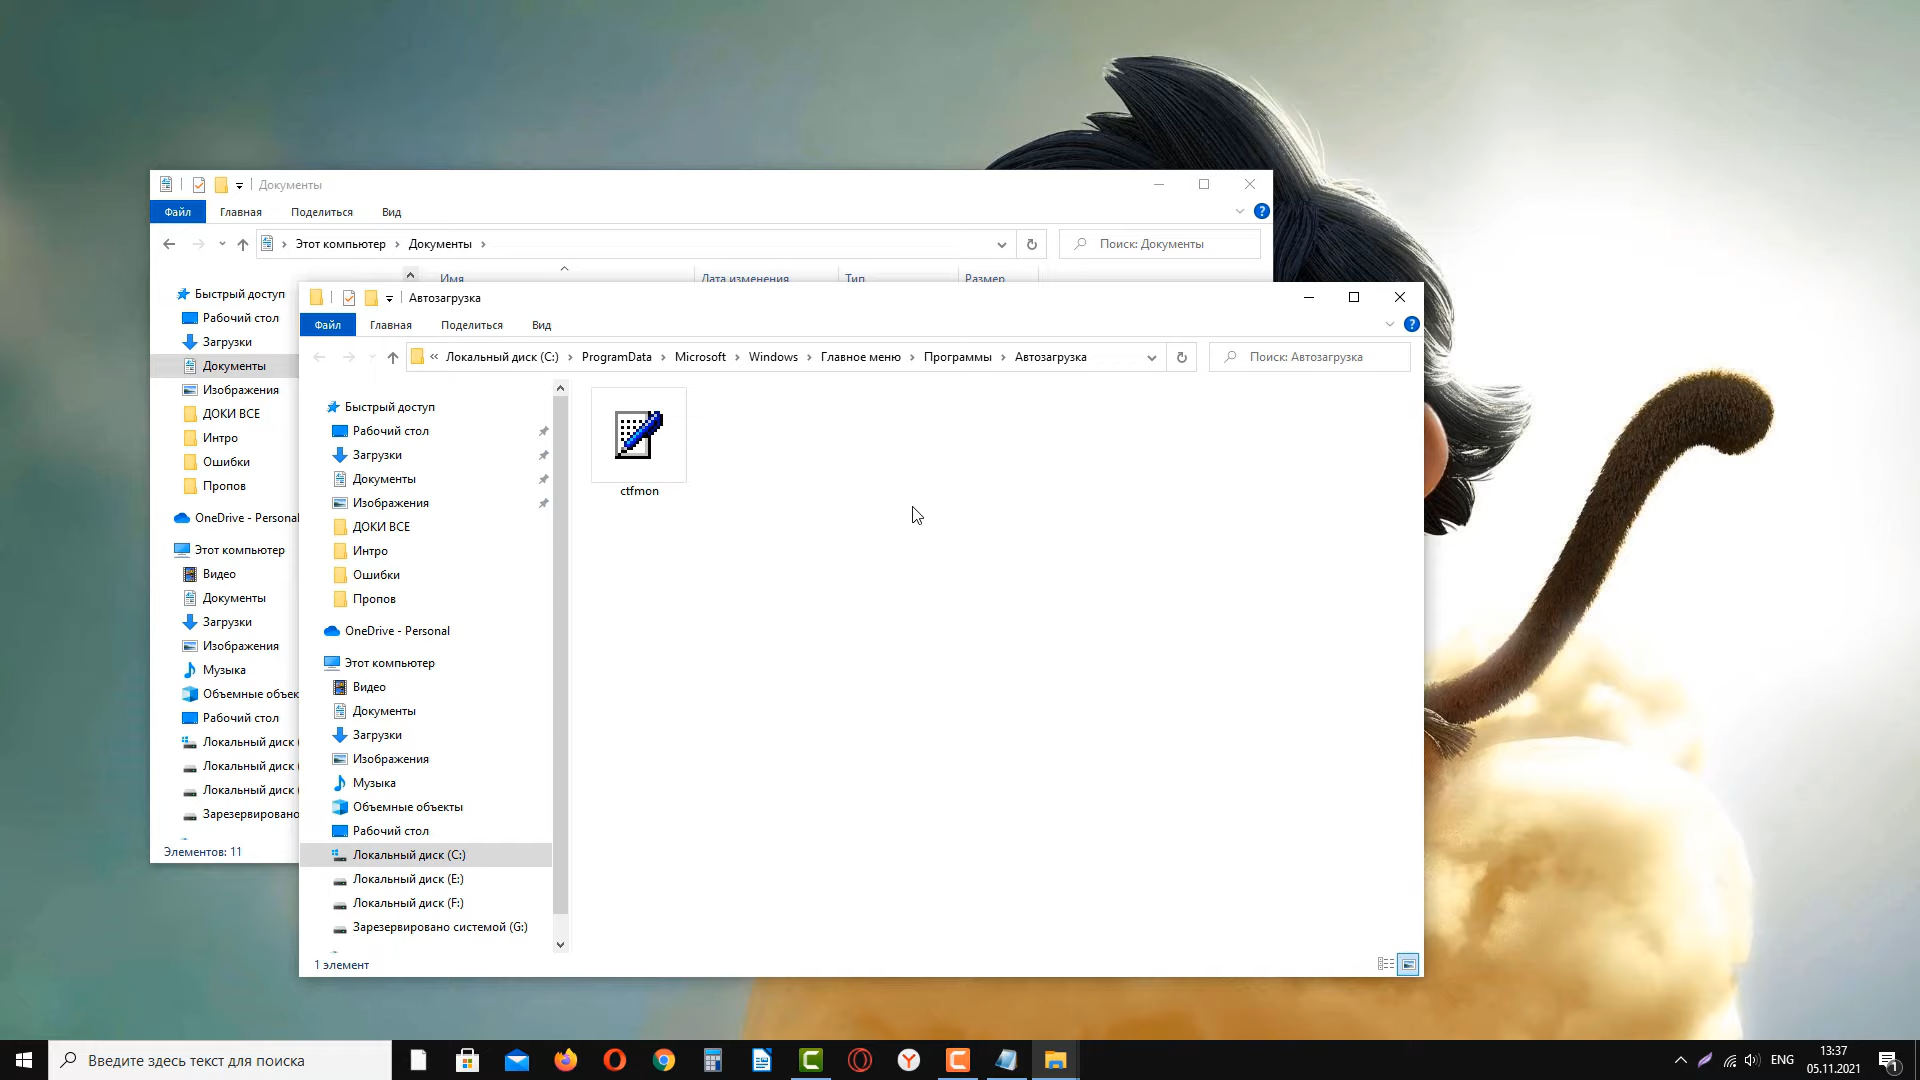 Документы
Файл Главная Поделиться Вид
Этот компьютер Документы Поиск: Документы
Имя Дата изменения Тип Размер
Быстрый доступ
Рабочий стол
Загрузки
Документы
Изображения
ДОКИ ВСЕ
Интро
Ошибки
Пропов
OneDrive - Personal
Этот компьютер
Видео
Документы
Загрузки
Изображения
Музыка
Объемные объек
Рабочий стол
Локальный диск (
Локальный диск (
Локальный диск (
Зарезервировано
Элементов: 11
Автозагрузка
Файл Главная Поделиться Вид
« Локальный диск (C:) ProgramData Microsoft Windows Главное меню Программы Автозагрузка Поиск: Автозагрузка
Быстрый доступ
Рабочий стол
Загрузки
Документы
Изображения
ДОКИ ВСЕ
Интро
Ошибки
Пропов
OneDrive - Personal
Этот компьютер
Видео
Документы
Загрузки
Изображения
Музыка
Объемные объекты
Рабочий стол
Локальный диск (C:)
Локальный диск (E:)
Локальный диск (F:)
Зарезервировано системой (G:)
ctfmon
1 элемент
Введите здесь текст для поиска
ENG
13:37
05.11.2021
1